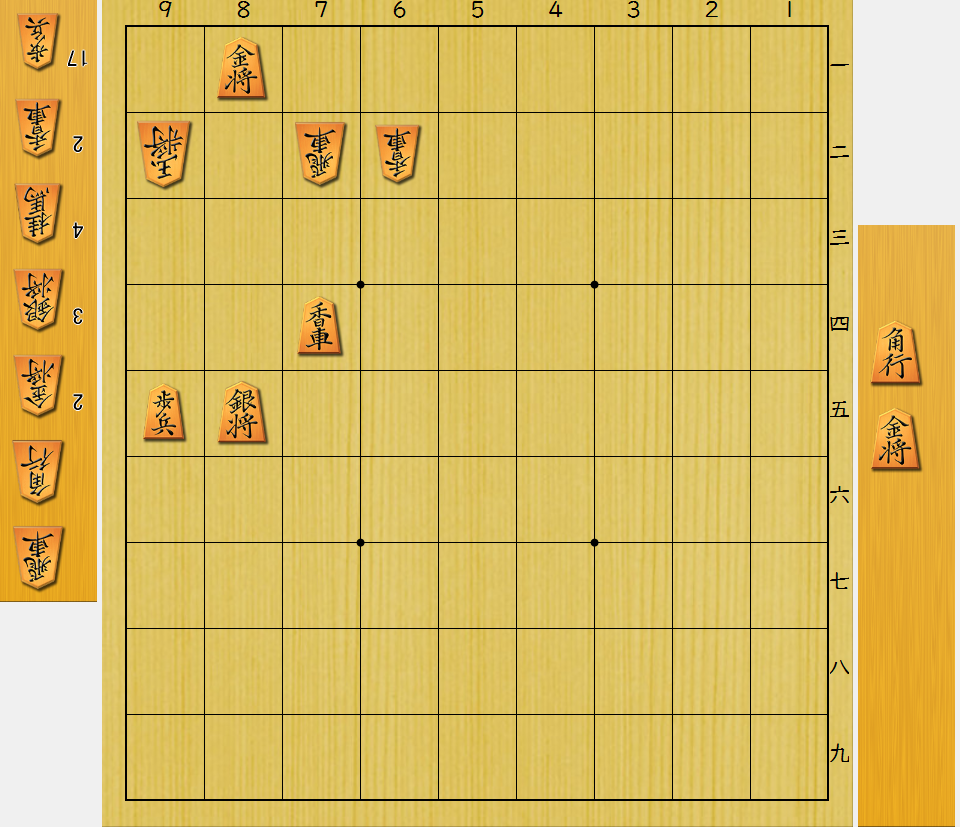 9 8 7 6 5 4 3 2 1
歩兵 17
香車 2
桂馬 4
銀将 3
金将 2
角行
飛車
金将 一
玉将 飛車 香車 二
三
香車 四
歩兵 銀将 五
六
七
八
九
角行
金将